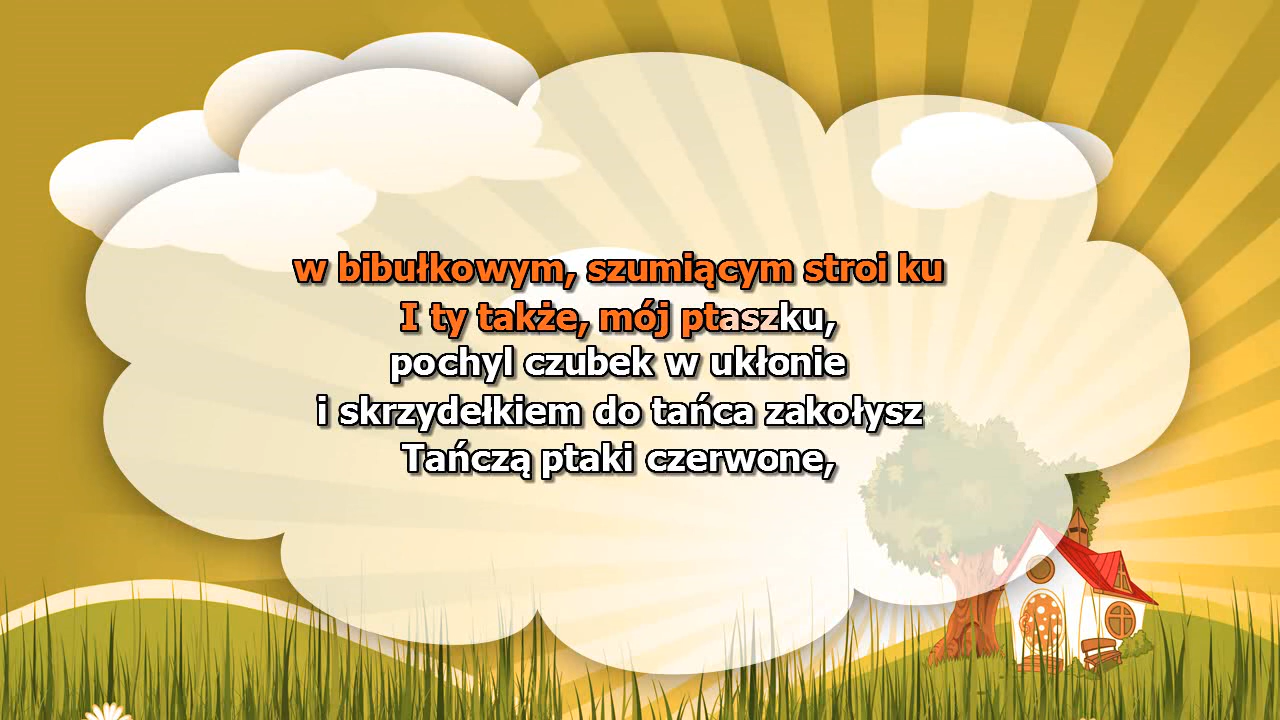 w bibułkowym, szumiącym stroi ku
I ty także, mój ptaszku,
pochyl czubek w ukłonie
i skrzydełkiem do tańca zakołysz
Tańczą ptaki czerwone,